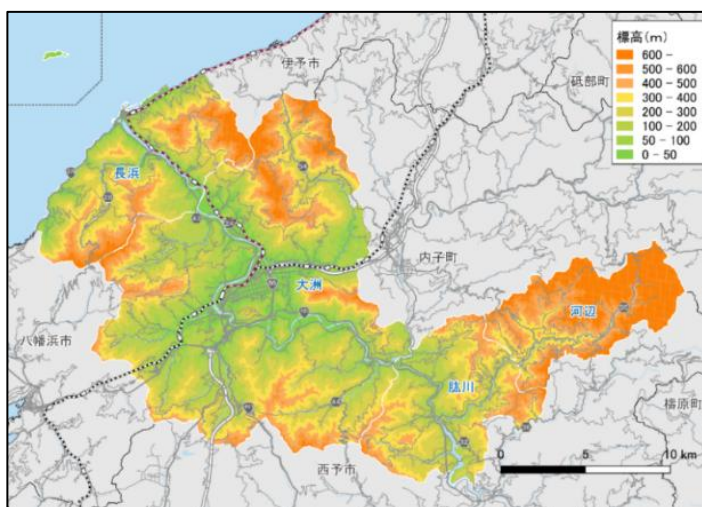 標高(m)
600 -
500 - 600
400 - 500
300 - 400
200 - 300
100 - 200
50 - 100
0 - 50
伊予市
砥部町
長浜
内子町
大洲
河辺
八幡浜市
肱川
檮原町
西予市
0 5 10 km